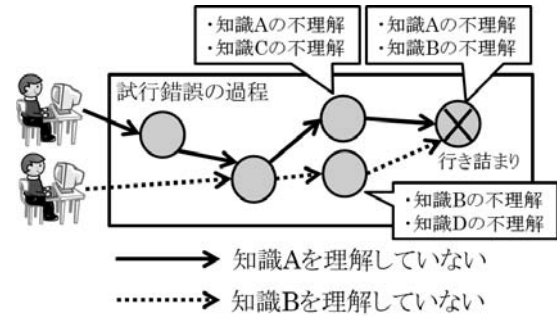 ・知識Aの不理解
・知識Cの不理解
・知識Aの不理解
・知識Bの不理解
試行錯誤の過程
行き詰まり
・知識Bの不理解
・知識Dの不理解
知識Aを理解していない
知識Bを理解していない